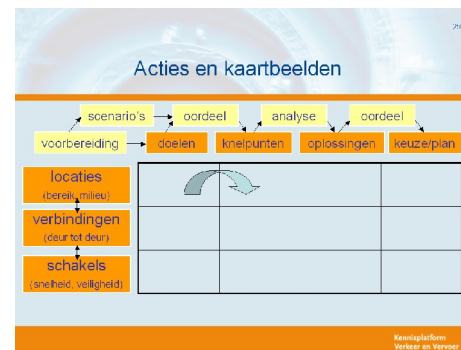 Acties en kaartbeelden
scenario's oordeel analyse oordeel
voorbereiding doelen knelpunten oplossingen keuze/plan
locaties
(bereik, milieu)
verbindingen
(deur tot deur)
schakels
(snelheid, veiligheid)
Kennisplatform
Verkeer en Vervoer